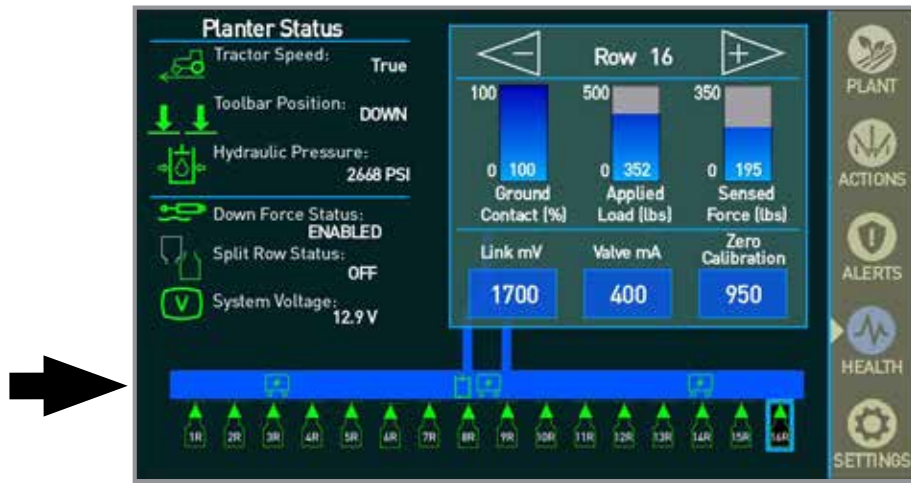 Planter Status
Tractor Speed:
True
Toolbar Position:
DOWN
Hydraulic Pressure:
2668 PSI
Down Force Status:
ENABLED
Split Row Status:
OFF
V
System Voltage:
12.9 V
Row 16
100
500
350
0 100
0 352
0 195
Ground
Contact (%)
Applied
Load (lbs)
Sensed
Force (lbs)
Link mV
Valve mA
Zero
Calibration
1700
400
950
1R 2R 3R 4R 5R 6R 7R 8R 9R 10R 11R 12R 13R 14R 15R 16R
PLANT
ACTIONS
ALERTS
HEALTH
SETTINGS